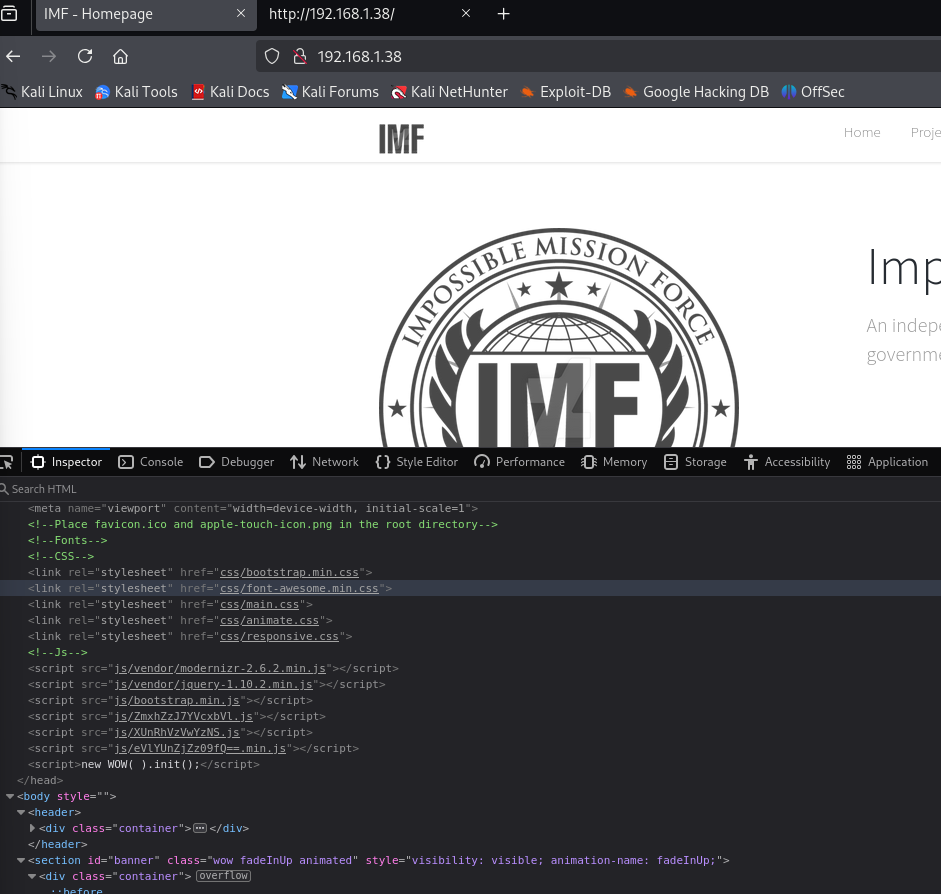 IMF - Homepage
http://192.168.1.38/
192.168.1.38
Kali Linux Kali Tools Kali Docs Kali Forums Kali NetHunter Exploit-DB Google Hacking DB OffSec
IMF Home Proje
IMPOSSIBLE MISSION FORCE
IMF
Imp
An indepe
governme
Inspector Console Debugger Network Style Editor Performance Memory Storage Accessibility Application
Search HTML
<meta name="viewport" content="width=device-width, initial-scale=1">
<!--Place favicon.ico and apple-touch-icon.png in the root directory-->
<!--Fonts-->
<!--CSS-->
<link rel="stylesheet" href="css/bootstrap.min.css">
<link rel="stylesheet" href="css/font-awesome.min.css">
<link rel="stylesheet" href="css/main.css">
<link rel="stylesheet" href="css/animate.css">
<link rel="stylesheet" href="css/responsive.css">
<!--Js-->
<script src="js/vendor/modernizr-2.6.2.min.js"></script>
<script src="js/vendor/jquery-1.10.2.min.js"></script>
<script src="js/bootstrap.min.js"></script>
<script src="js/ZmxhZzJ7YVcxbVl.js"></script>
<script src="js/XUnRhVzVwYzNS.js"></script>
<script src="js/eVlYUnZjZz09fQ==.min.js"></script>
<script>new WOW( ).init();</script>
</head>
<body style="">
<header>
<div class="container"> </div>
</header>
<section id="banner" class="wow fadeInUp animated" style="visibility: visible; animation-name: fadeInUp;">
<div class="container"> overflow
::before